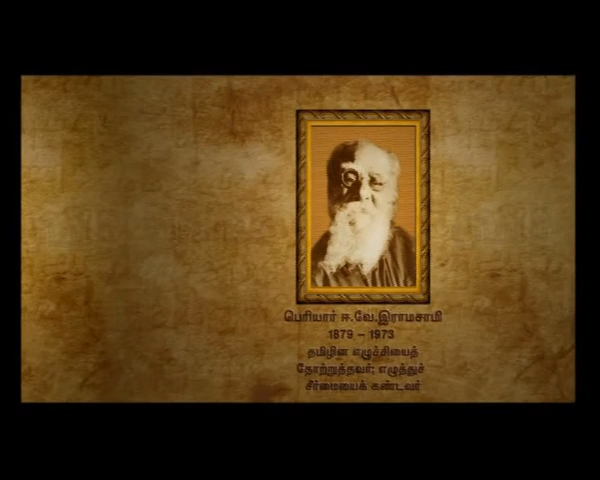 பெரியார் ஈ.வே.இராமசாமி
1879 – 1973
தமிழின எழுச்சியைத்
தோற்றுத்தவர்; எழுத்துச்
சீர்மையைக் கண்டவர்